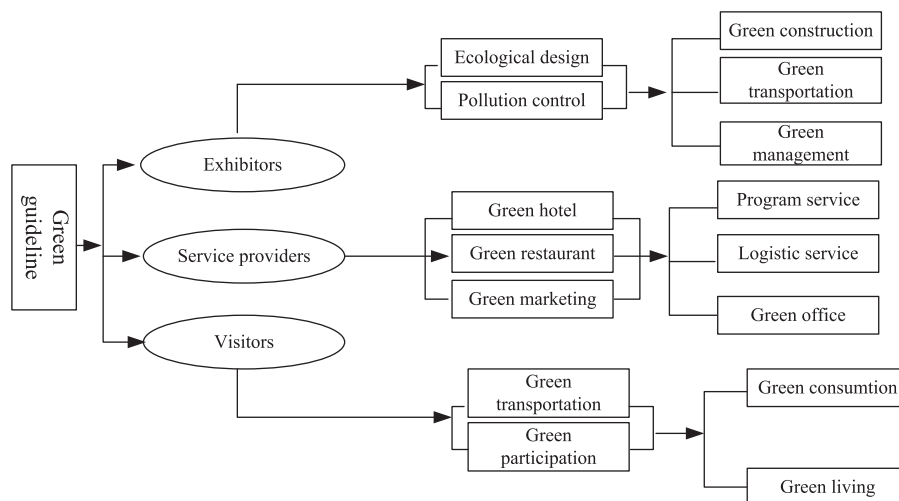 Green
guideline
Exhibitors
Service providers
Visitors
Ecological design
Pollution control
Green construction
Green
transportation
Green
management
Green hotel
Green restaurant
Green marketing
Program service
Logistic service
Green office
Green
transportation
Green
participation
Green consumtion
Green living